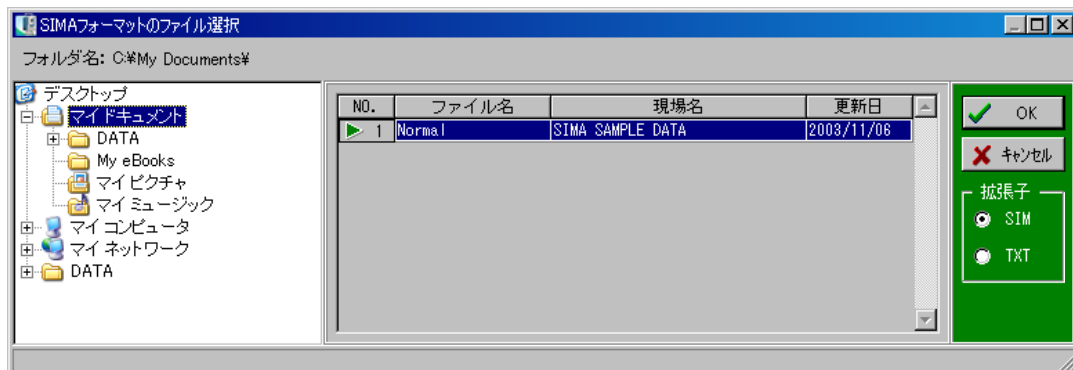 SIMAフォーマットのファイル選択
フォルダ名: C:¥My Documents¥
デスクトップ
マイドキュメント
DATA
My eBooks
マイピクチャ
マイミュージック
マイコンピュータ
マイネットワーク
DATA
NO. ファイル名 現場名 更新日
1 Normal SIMA SAMPLE DATA 2003/11/06
OK
キャンセル
拡張子
SIM
TXT